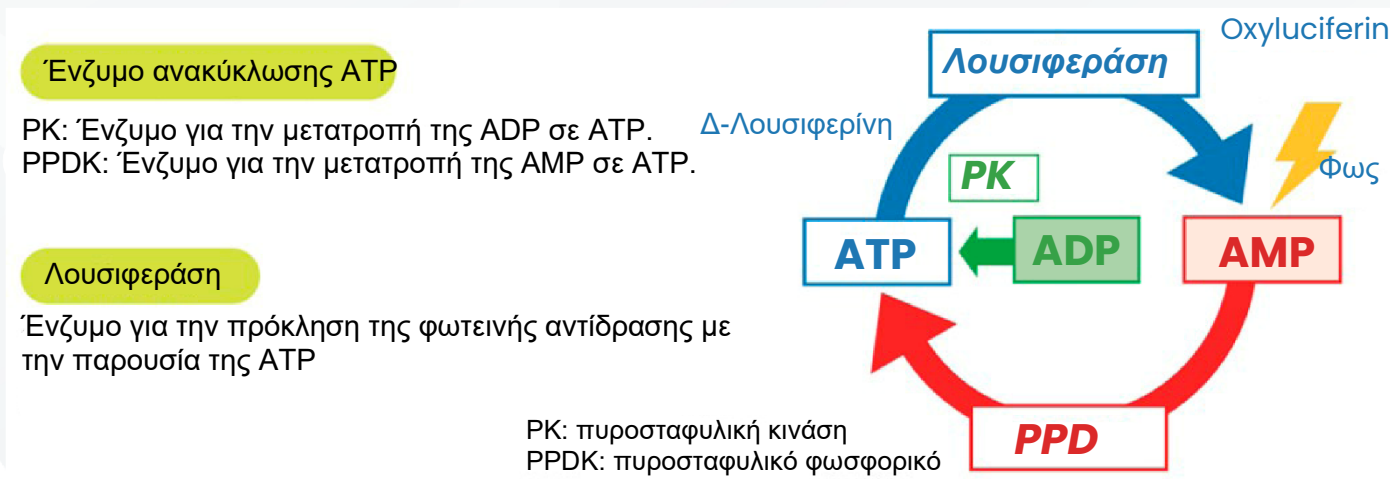 Ένζυμο ανακύκλωσης ATP
PK: Ένζυμο για την μετατροπή της ADP σε ATP.
PPDK: Ένζυμο για την μετατροπή της AMP σε ATP.
Λουσιφεράση
Ένζυμο για την πρόκληση της φωτεινής αντίδρασης με
την παρουσία της ATP
PK: πυροσταφυλική κινάση
PPDK: πυροσταφυλικό φωσφορικό
Oxyluciferin
Λουσιφεράση
Δ-Λουσιφερίνη
Φως
PK
ATP
ADP
AMP
PPD